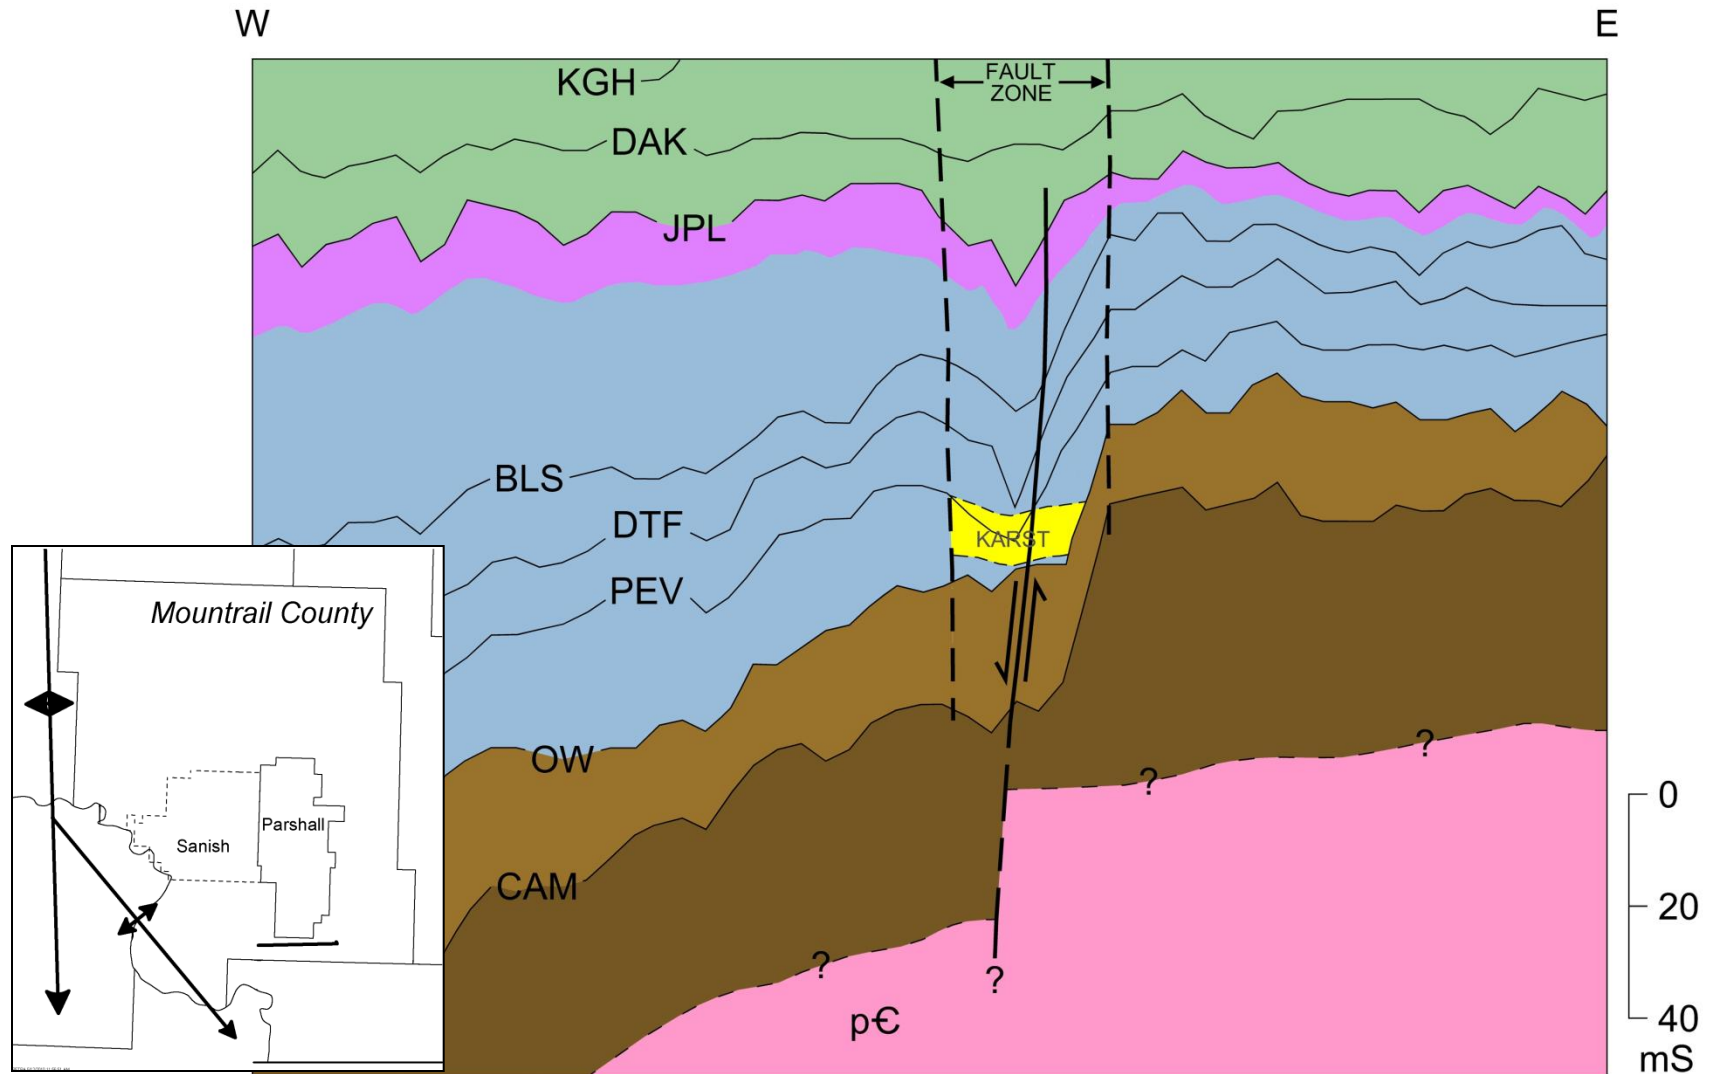 W
E
KGH
FAULT
ZONE
DAK
JPL
BLS
DTF
KARST
PEV
Mountrail County
OW
?
?
0
Parshall
Sanish
CAM
20
?
?
p€
40
mS